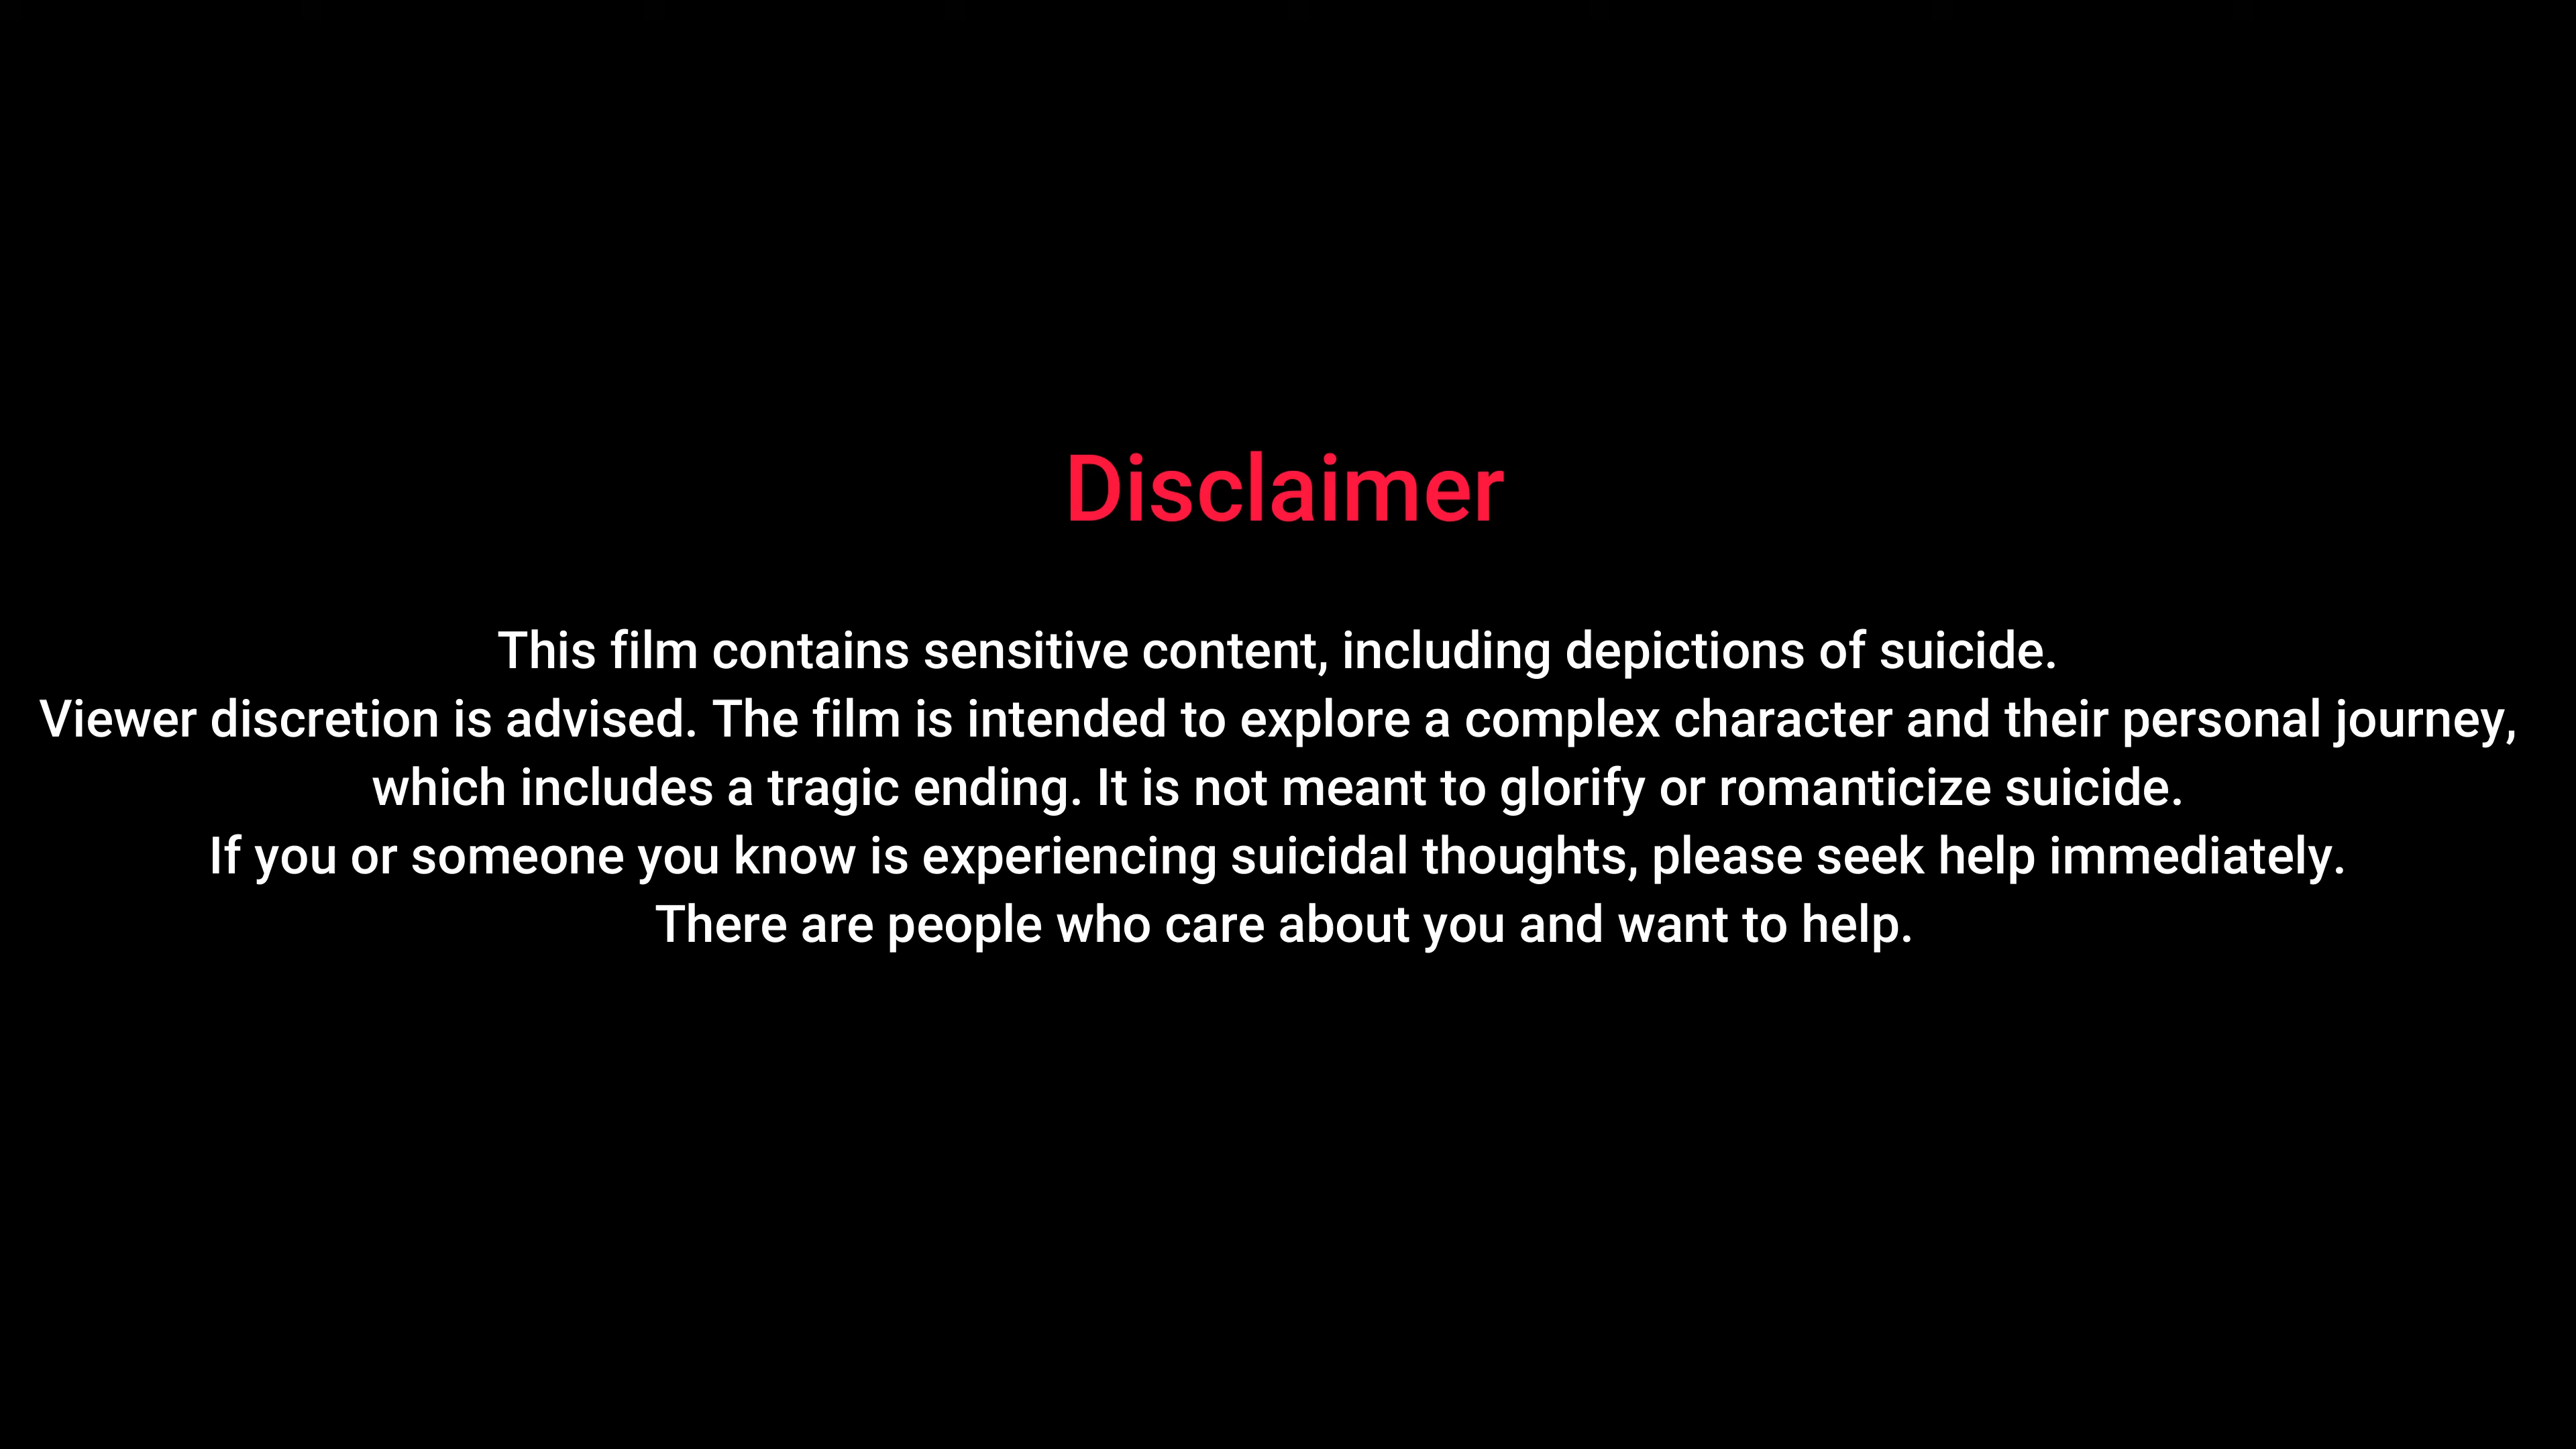 Disclaimer
This film contains sensitive content, including depictions of suicide.
Viewer discretion is advised. The film is intended to explore a complex character and their personal journey,
which includes a tragic ending. It is not meant to glorify or romanticize suicide.
If you or someone you know is experiencing suicidal thoughts, please seek help immediately.
There are people who care about you and want to help.